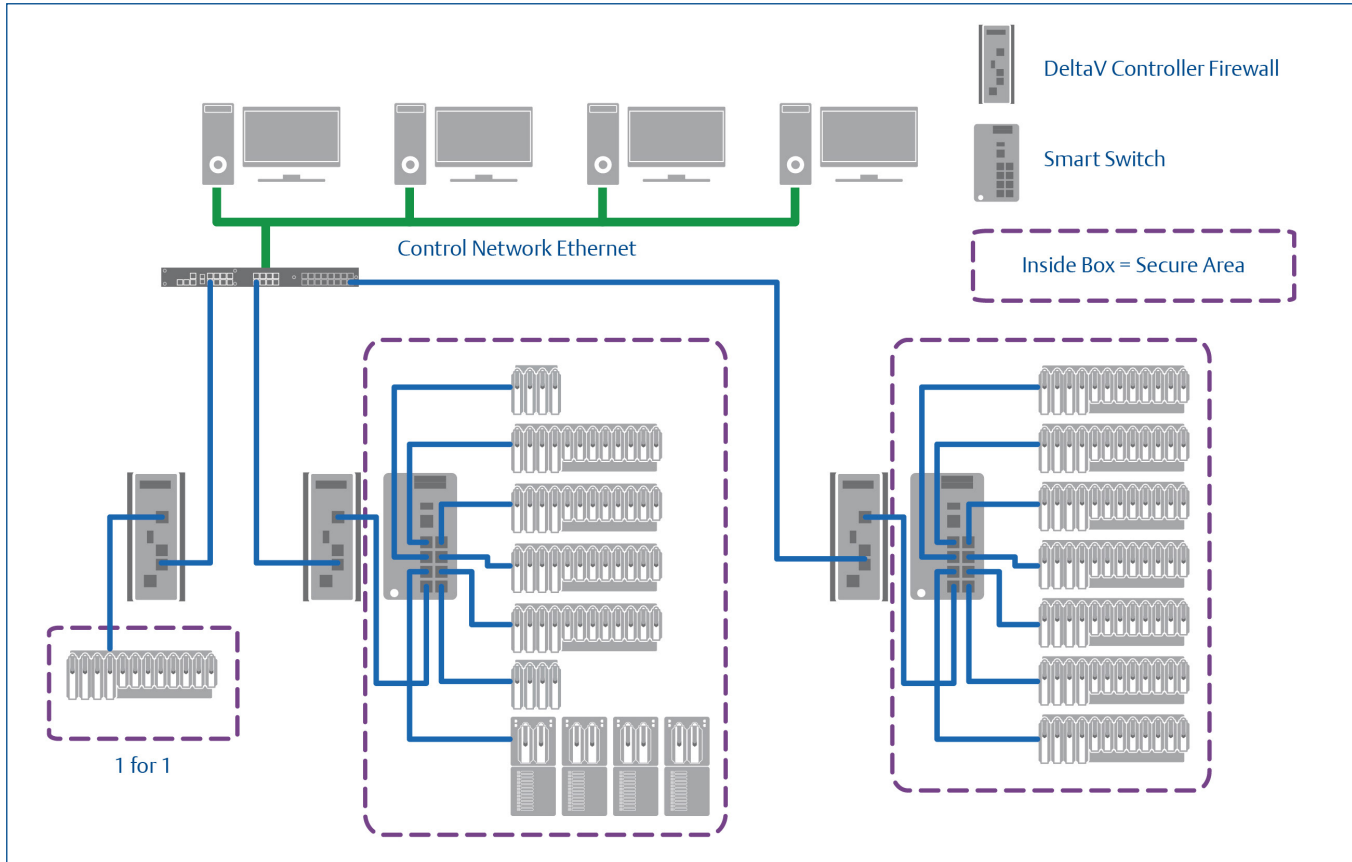 DeltaV Controller Firewall
Smart Switch
Control Network Ethernet
Inside Box = Secure Area
1 for 1